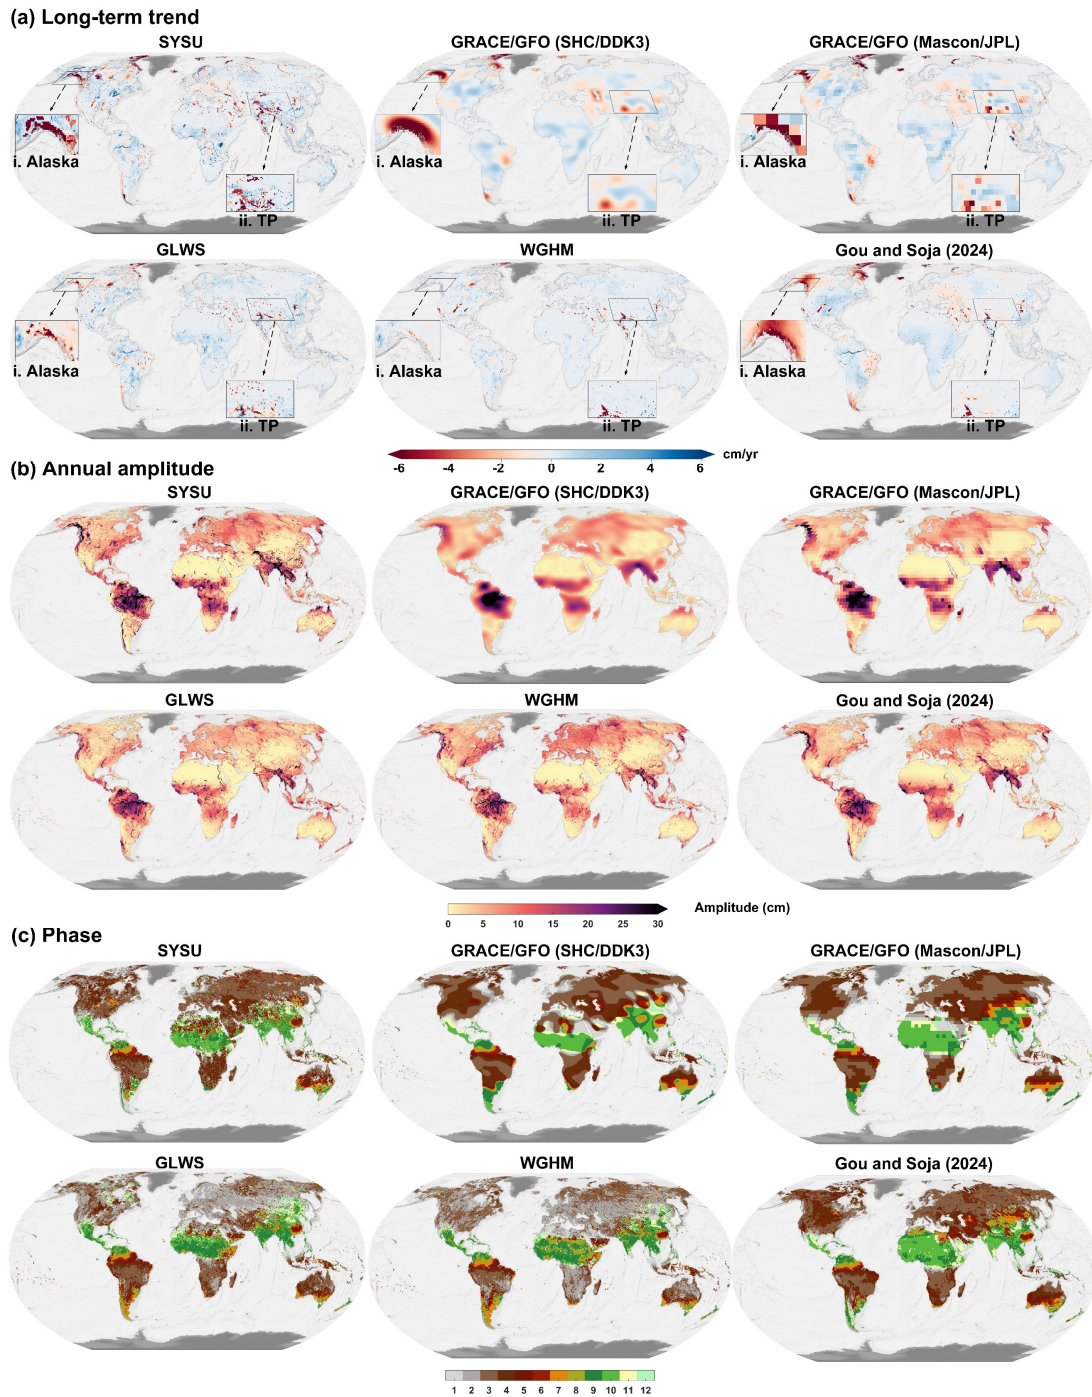 (a) Long-term trend
SYSU
GRACE/GFO (SHC/DDK3)
GRACE/GFO (Mascon/JPL)
i. Alaska
i. Alaska
i. Alaska
ii. TP
ii. TP
ii. TP
GLWS
WGHM
Gou and Soja (2024)
i. Alaska
i. Alaska
i. Alaska
ii. TP
ii. TP
ii. TP
-6 -4 -2 0 2 4 6 cm/yr
(b) Annual amplitude
SYSU
GRACE/GFO (SHC/DDK3)
GRACE/GFO (Mascon/JPL)
GLWS
WGHM
Gou and Soja (2024)
0 5 10 15 20 25 30 Amplitude (cm)
(c) Phase
SYSU
GRACE/GFO (SHC/DDK3)
GRACE/GFO (Mascon/JPL)
GLWS
WGHM
Gou and Soja (2024)
1 2 3 4 5 6 7 8 9 10 11 12